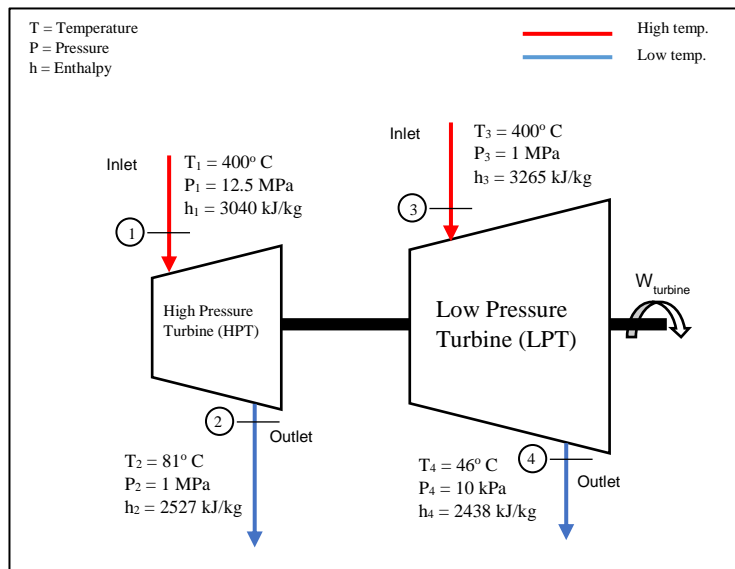 T = Temperature
P = Pressure
h = Enthalpy
High temp.
Low temp.
Inlet
T₁ = 400° C
P₁ = 12.5 MPa
h₁ = 3040 kJ/kg
1
Inlet
T₃ = 400° C
P₃ = 1 MPa
h₃ = 3265 kJ/kg
3
High Pressure
Turbine (HPT)
Low Pressure
Turbine (LPT)
W turbine
2
Outlet
T₂ = 81° C
P₂ = 1 MPa
h₂ = 2527 kJ/kg
4
Outlet
T₄ = 46° C
P₄ = 10 kPa
h₄ = 2438 kJ/kg